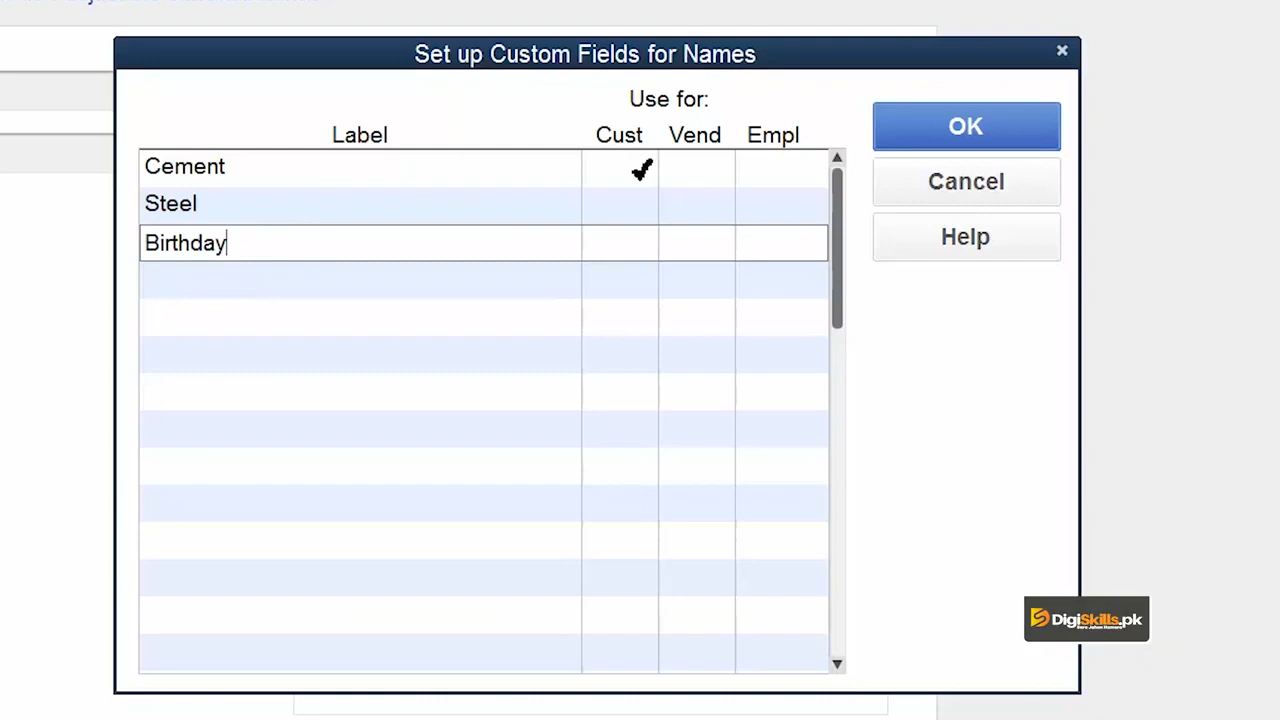 Set up Custom Fields for Names
Use for:
Label Cust Vend Empl
Cement
Steel
Birthday
OK
Cancel
Help
DigiSkills.pk